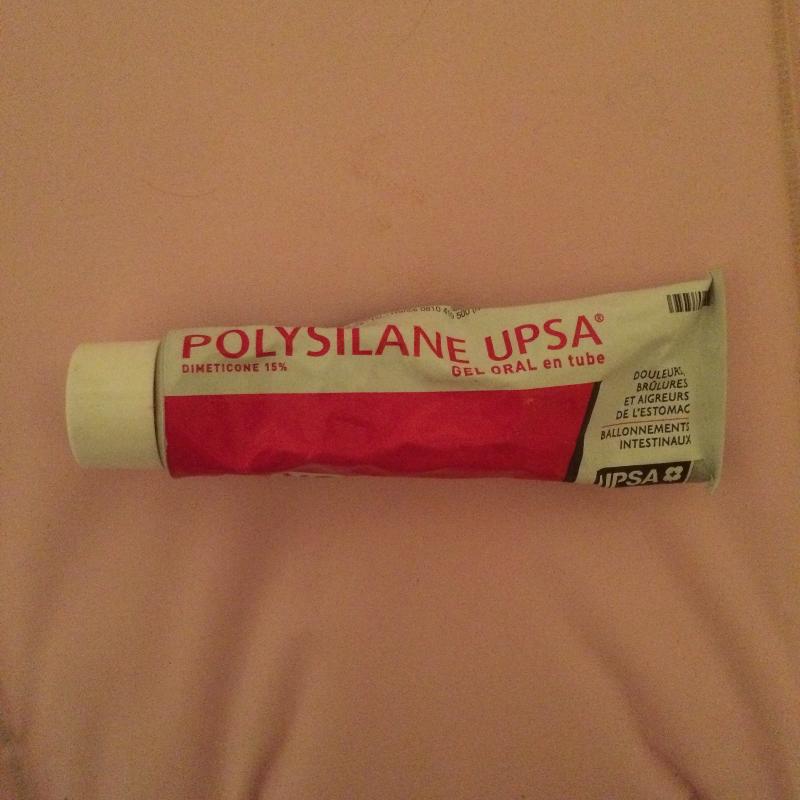 POLYSILANE UPSA®
DIMETICONE 15%
GEL ORAL en tube
DOULEURS,
BRÛLURES
ET AIGREURS
DE L'ESTOMAC
BALLONNEMENTS
INTESTINAUX
UPSA